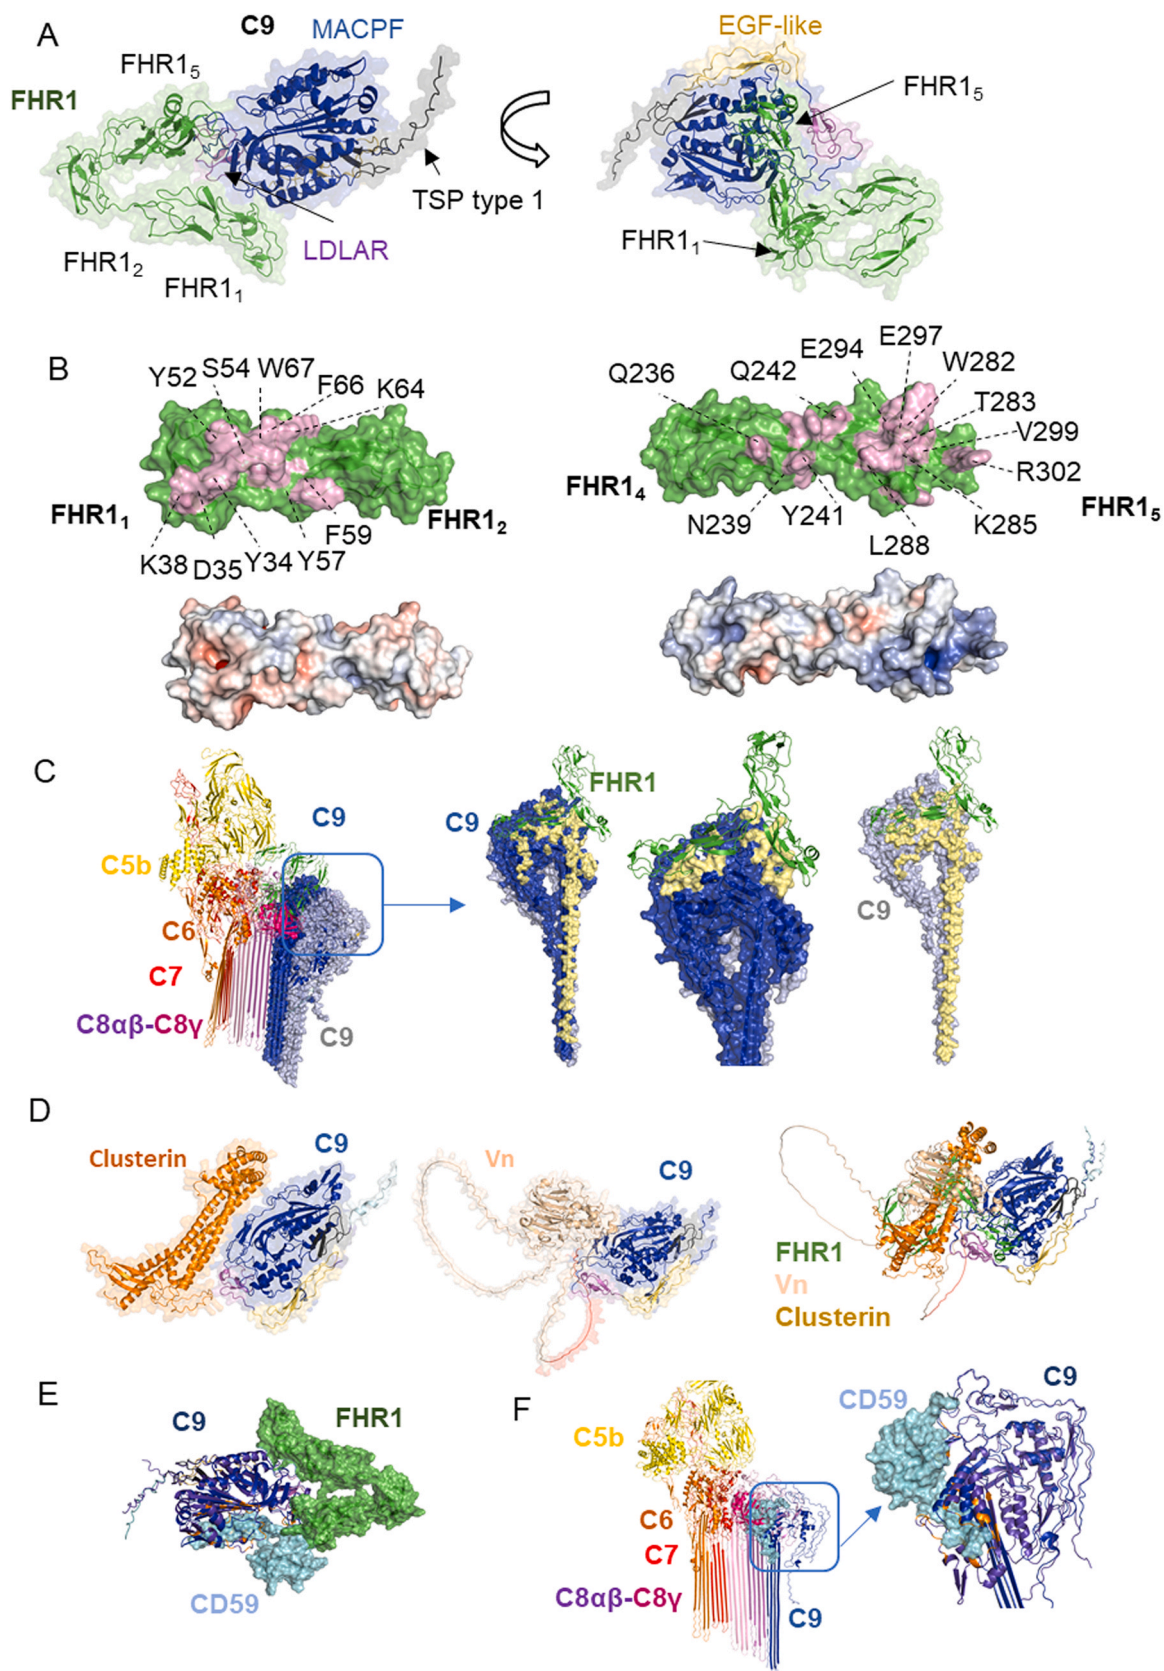 A
C9
MACPF
FHR1₅
FHR1
TSP type 1
LDLAR
FHR1₂
FHR1₁
EGF-like
FHR1₅
FHR1₁
B
Y52 S54 W67 F66 K64
FHR1₁
FHR1₂
K38 D35 Y34 Y57 F59
Q236 Q242 E294 E297 W282
T283
V299
R302
FHR1₄
FHR1₅
N239 Y241 L288 K285
C
C5b
C9
C6
C7
C8αβ-C8γ
C9
C9
FHR1
C9
D
Clusterin
C9
Vn
C9
FHR1
Vn
Clusterin
E
C9
FHR1
CD59
F
C5b
C6
C7
C8αβ-C8γ
C9
CD59
C9